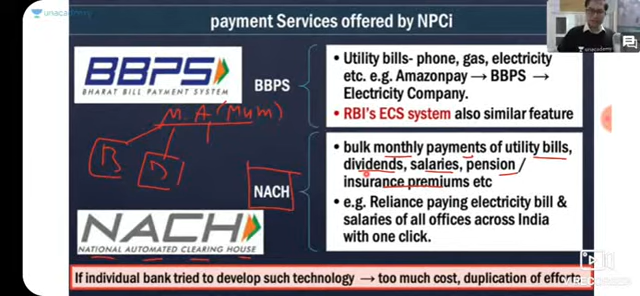 unacademy
payment Services offered by NPCi
unacademy
BBPS
BHARAT BILL PAYMENT SYSTEM
BBPS
Utility bills- phone, gas, electricity
etc. e.g. Amazonpay → BBPS →
Electricity Company.
RBI's ECS system also similar feature
M. A (Mum)
B D
NACH
NATIONAL AUTOMATED CLEARING HOUSE
NACH
bulk monthly payments of utility bills,
dividends, salaries, pension /
insurance premiums etc
e.g. Reliance paying electricity bill &
salaries of all offices across India
with one click.
If individual bank tried to develop such technology → too much cost, duplication of efforts